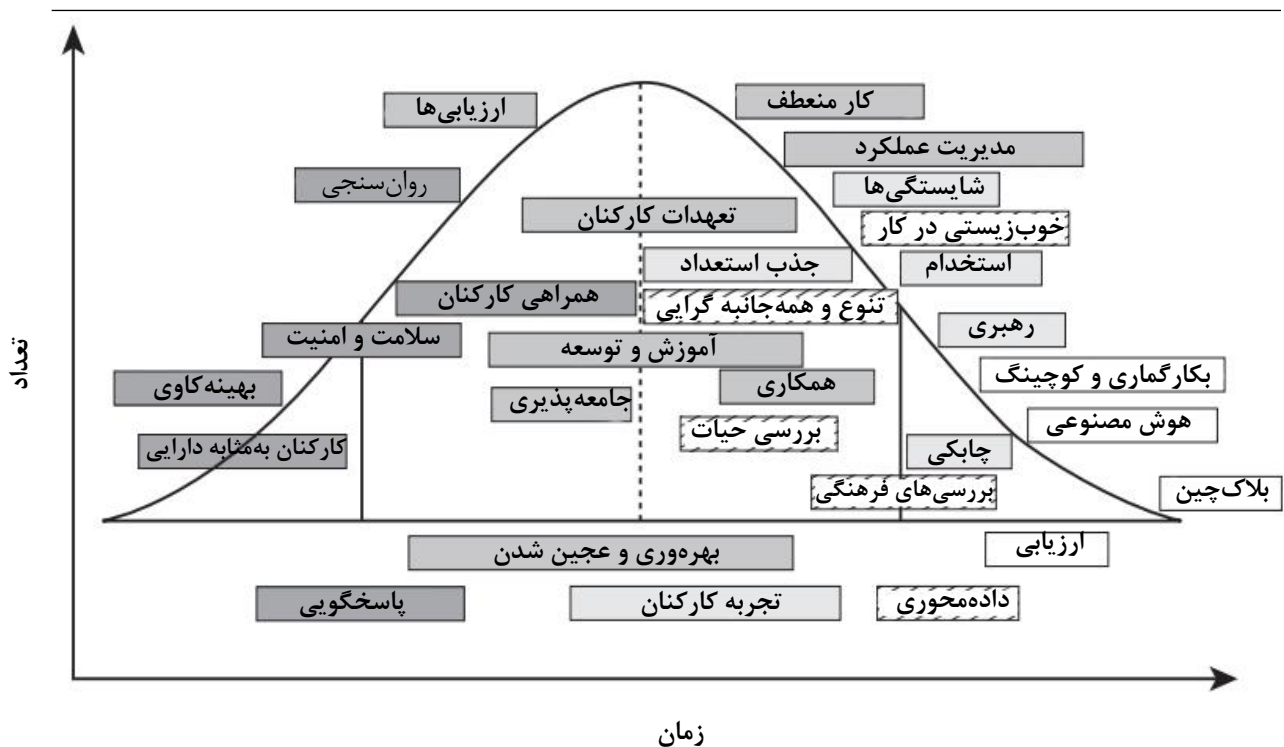 کار منعطف
ارزیابی‌ها
مدیریت عملکرد
روان‌سنجی
شایستگی‌ها
تعهدات کارکنان
خوب‌زیستی در کار
جذب استعداد
استخدام
همراهی کارکنان
تنوع و همه‌جانبه گرایی
رهبری
سلامت و امنیت
آموزش و توسعه
بهینه‌کاوی
همکاری
بکارگماری و کوچینگ
جامعه‌پذیری
هوش مصنوعی
بررسی حیات
کارکنان به‌مثابه دارایی
چابکی
بررسی‌های فرهنگی
بلاک‌چین
ارزیابی
بهره‌وری و عجین شدن
پاسخگویی
تجربه کارکنان
داده‌محوری
تعداد
زمان